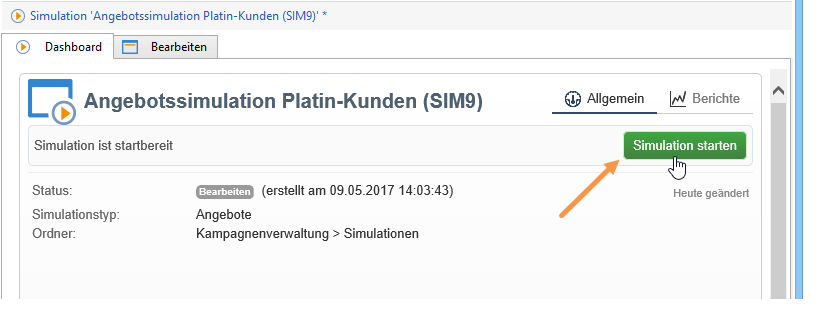 Simulation 'Angebotssimulation Platin-Kunden (SIM9)' *
Dashboard Bearbeiten
Angebotssimulation Platin-Kunden (SIM9) Allgemein Berichte
Simulation ist startbereit Simulation starten
Status: Bearbeiten (erstellt am 09.05.2017 14:03:43) Heute geändert
Simulationstyp: Angebote
Ordner: Kampagnenverwaltung > Simulationen